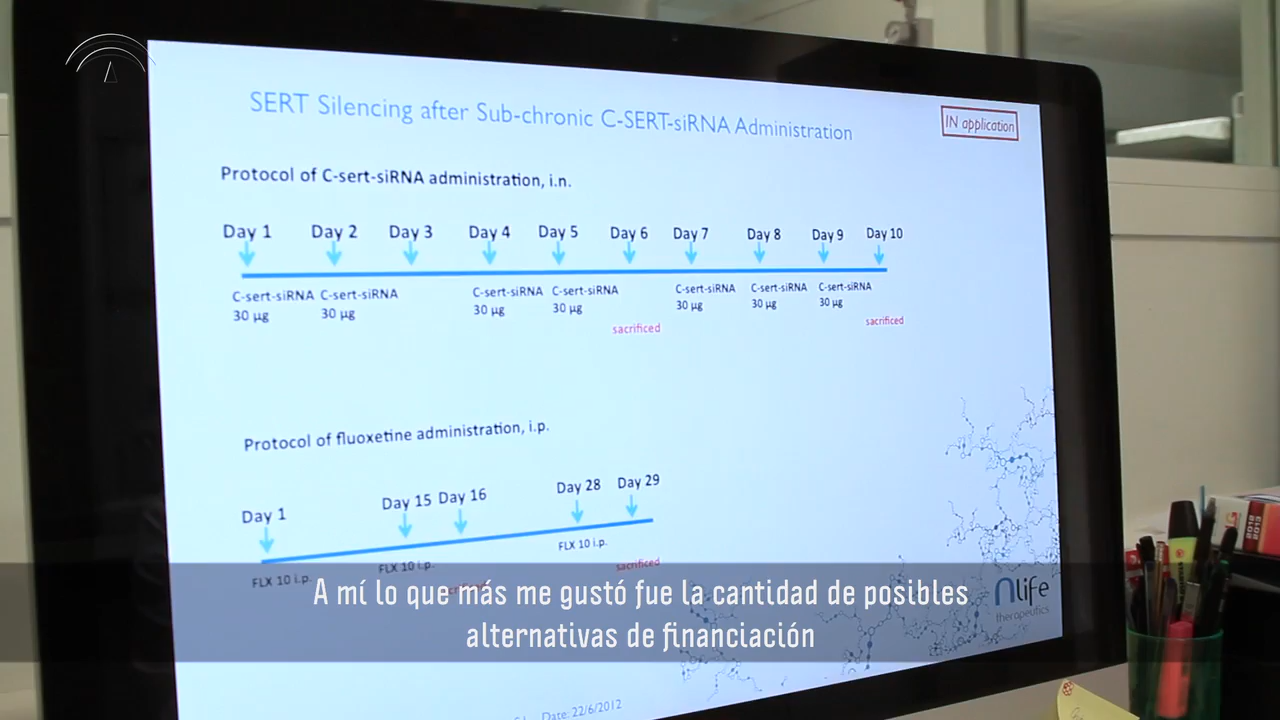 SERT Silencing after Sub-chronic C-SERT-siRNA Administration
IN application
Protocol of C-sert-siRNA administration, i.n.
Day 1 Day 2 Day 3 Day 4 Day 5 Day 6 Day 7 Day 8 Day 9 Day 10
C-sert-siRNA C-sert-siRNA C-sert-siRNA C-sert-siRNA C-sert-siRNA C-sert-siRNA C-sert-siRNA
30 µg 30 µg 30 µg 30 µg 30 µg 30 µg 30 µg
sacrificed sacrificed
Protocol of fluoxetine administration, i.p.
Day 1 Day 15 Day 16 Day 28 Day 29
FLX 10 i.p. FLX 10 i.p. FLX 10 i.p.
sacrificed sacrificed
A mí lo que más me gustó fue la cantidad de posibles
alternativas de financiación
nlife
therapeutics
Date: 22/6/2012